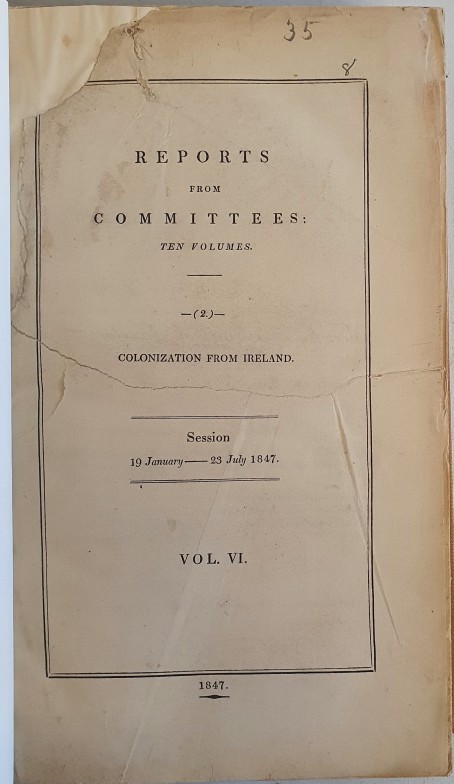 35
8
REPORTS
FROM
COMMITTEES:
TEN VOLUMES.
—(2.)—
COLONIZATION FROM IRELAND.
Session
19 January — 23 July 1847.
VOL. VI.
1847.